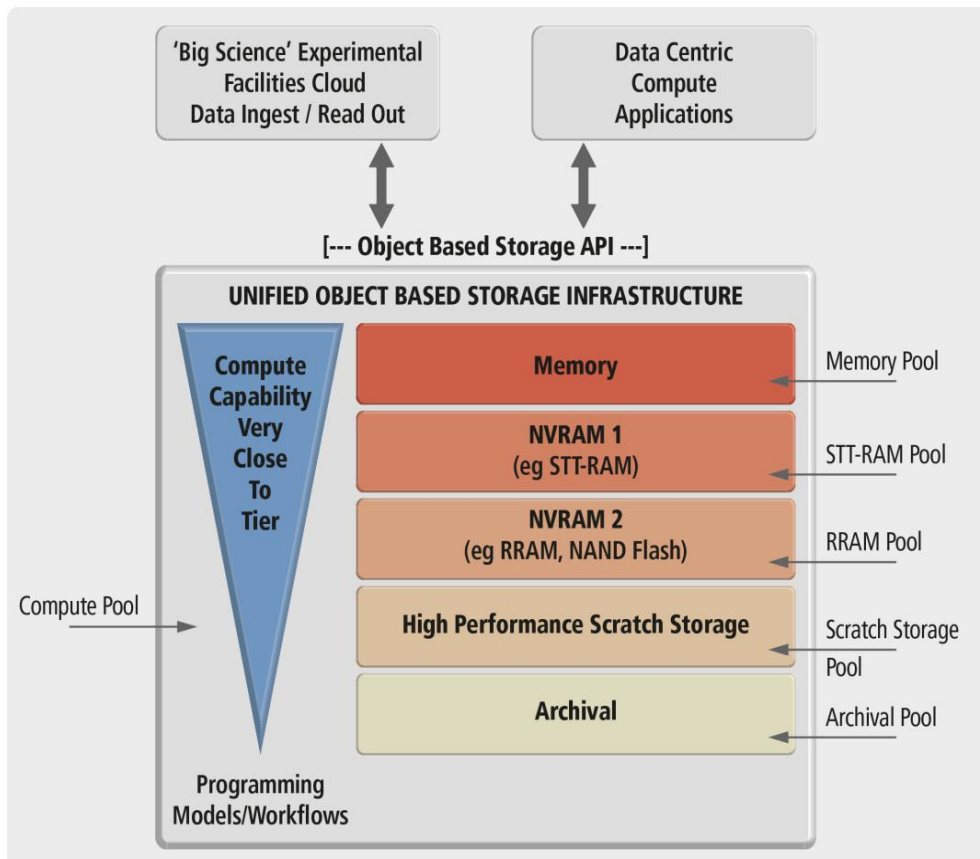 ‘Big Science’ Experimental
Facilities Cloud
Data Ingest / Read Out
Data Centric
Compute
Applications
[--- Object Based Storage API ---]
UNIFIED OBJECT BASED STORAGE INFRASTRUCTURE
Compute
Capability
Very
Close
To
Tier
Memory
Memory Pool
NVRAM 1
(eg STT-RAM)
STT-RAM Pool
NVRAM 2
(eg RRAM, NAND Flash)
RRAM Pool
Compute Pool
High Performance Scratch Storage
Scratch Storage
Pool
Archival
Archival Pool
Programming
Models/Workflows